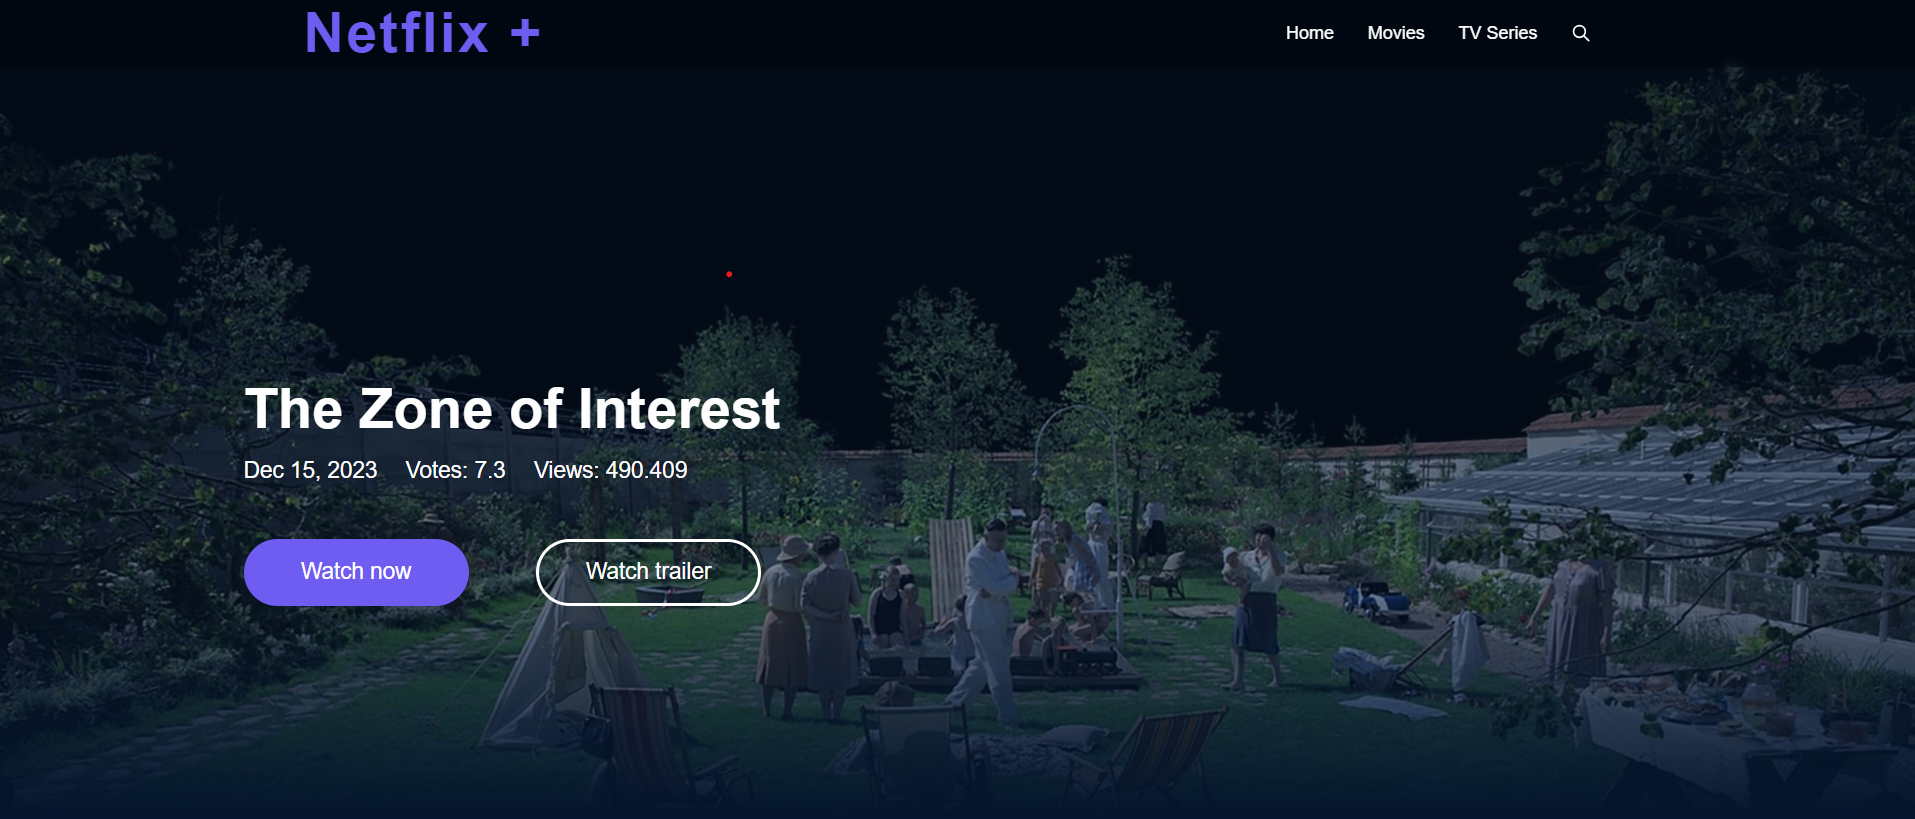 Netflix +
Home Movies TV Series
The Zone of Interest
Dec 15, 2023 Votes: 7.3 Views: 490.409
Watch now Watch trailer